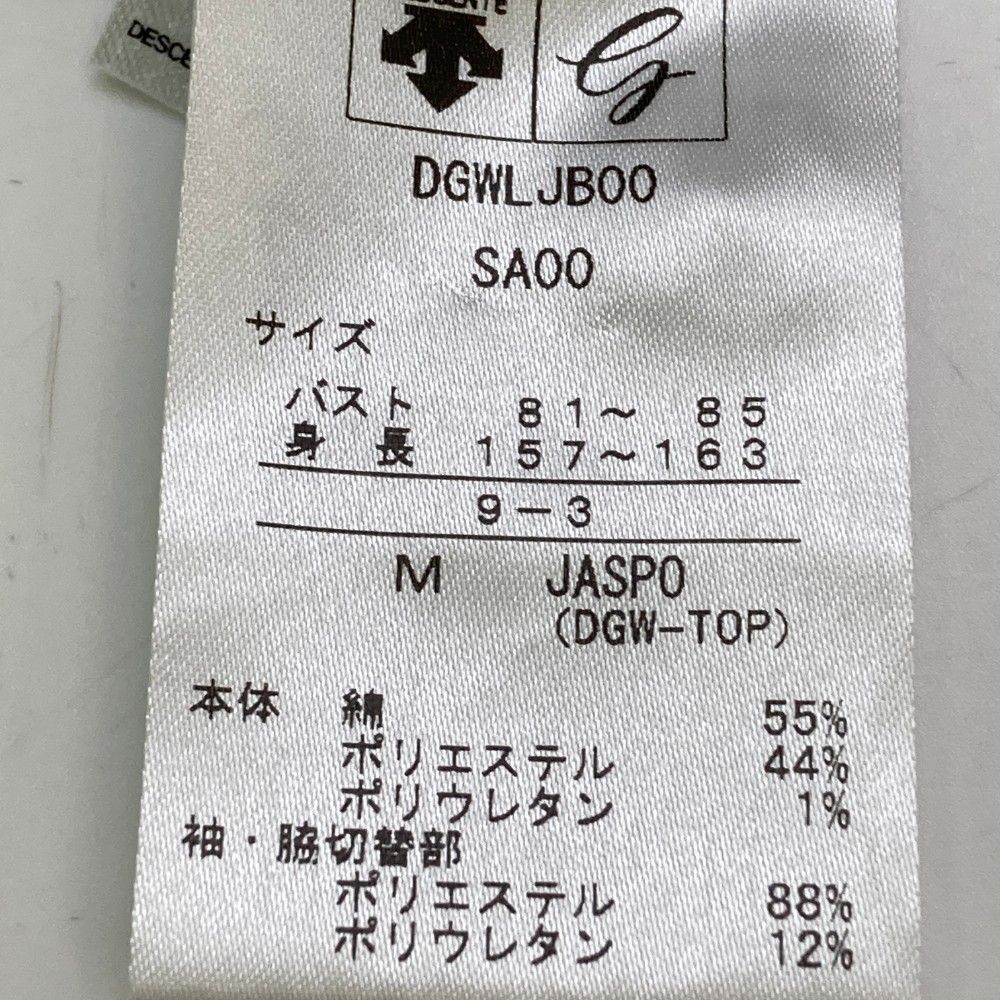 DGWLJB00
SA00
サイズ
バスト 81～ 85
身 長 157～163
9－3
M JASPO
(DGW-TOP)
本体 綿 55%
ポリエステル 44%
ポリウレタン 1%
袖・脇切替部
ポリエステル 88%
ポリウレタン 12%